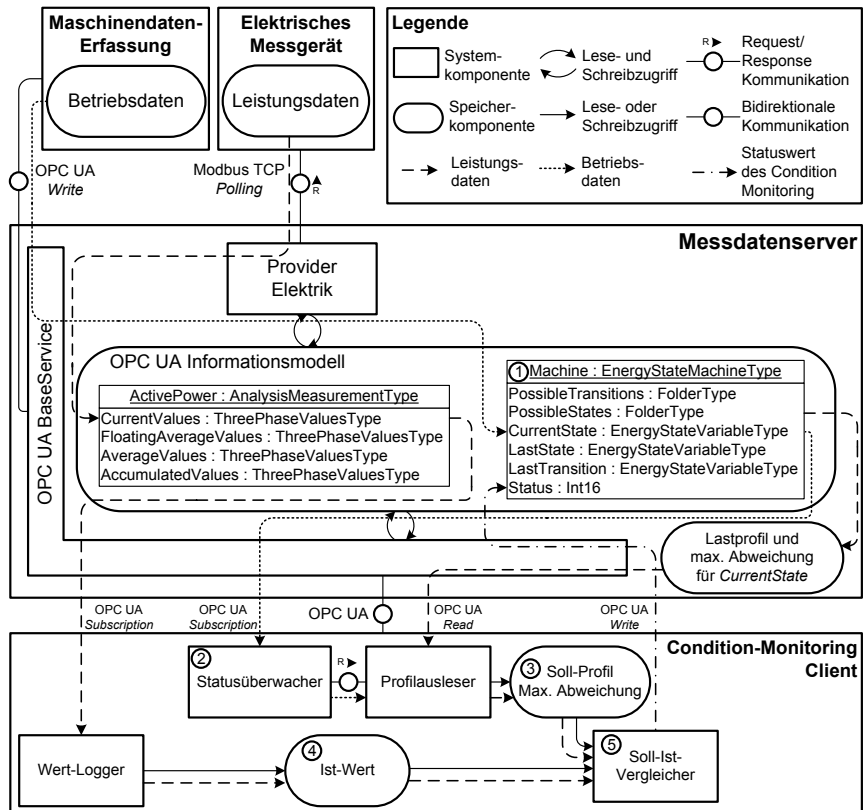 Maschinendaten-
Erfassung
Betriebsdaten
Elektrisches
Messgerät
Leistungsdaten
Legende
System-
komponente
Lese- und
Schreibzugriff
R
Request/
Response
Kommunikation
Speicher-
komponente
Lese- oder
Schreibzugriff
Bidirektionale
Kommunikation
Leistungs-
daten
Betriebs-
daten
Statuswert
des Condition
Monitoring
OPC UA
Write
Modbus TCP
Polling
R
Messdatenserver
Provider
Elektrik
OPC UA BaseService
OPC UA Informationsmodell
ActivePower : AnalysisMeasurementType
CurrentValues : ThreePhaseValuesType
FloatingAverageValues : ThreePhaseValuesType
AverageValues : ThreePhaseValuesType
AccumulatedValues : ThreePhaseValuesType
1 Machine : EnergyStateMachineType
PossibleTransitions : FolderType
PossibleStates : FolderType
CurrentState : EnergyStateVariableType
LastState : EnergyStateVariableType
LastTransition : EnergyStateVariableType
Status : Int16
Lastprofil und
max. Abweichung
für CurrentState
OPC UA
Subscription
OPC UA
Subscription
OPC UA
OPC UA
Read
OPC UA
Write
Condition-Monitoring
Client
2
Statusüberwacher
R
Profilausleser
3 Soll-Profil
Max. Abweichung
Wert-Logger
4
Ist-Wert
5 Soll-Ist-
Vergleicher